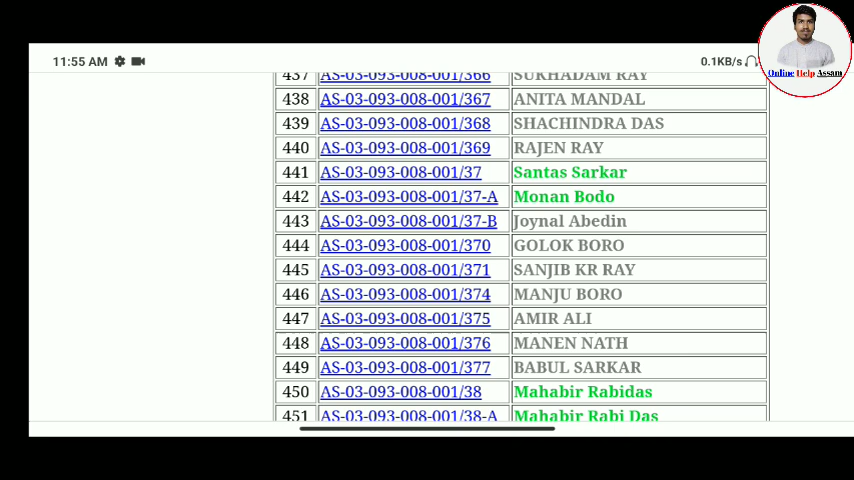 11:55 AM 0.1KB/s
Online Help Assam
437 AS-03-093-008-001/366 SUKHADAM RAY
438 AS-03-093-008-001/367 ANITA MANDAL
439 AS-03-093-008-001/368 SHACHINDRA DAS
440 AS-03-093-008-001/369 RAJEN RAY
441 AS-03-093-008-001/37 Santas Sarkar
442 AS-03-093-008-001/37-A Monan Bodo
443 AS-03-093-008-001/37-B Joynal Abedin
444 AS-03-093-008-001/370 GOLOK BORO
445 AS-03-093-008-001/371 SANJIB KR RAY
446 AS-03-093-008-001/374 MANJU BORO
447 AS-03-093-008-001/375 AMIR ALI
448 AS-03-093-008-001/376 MANEN NATH
449 AS-03-093-008-001/377 BABUL SARKAR
450 AS-03-093-008-001/38 Mahabir Rabidas
451 AS-03-093-008-001/38-A Mahabir Rabi Das